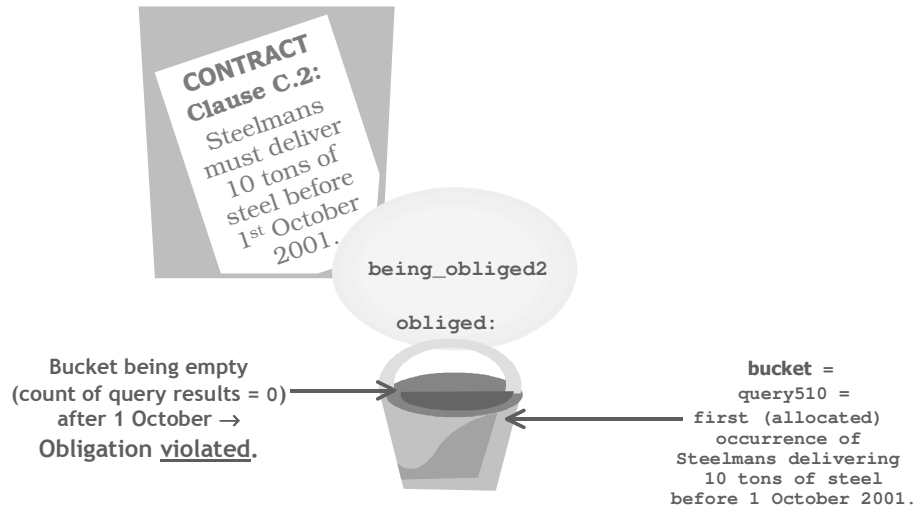 CONTRACT
Clause C.2:
Steelmans
must deliver
10 tons of
steel before
1st October
2001.
being_obliged2
obliged:
Bucket being empty
(count of query results = 0)
after 1 October →
Obligation violated.
bucket =
query510 =
first (allocated)
occurrence of
Steelmans delivering
10 tons of steel
before 1 October 2001.